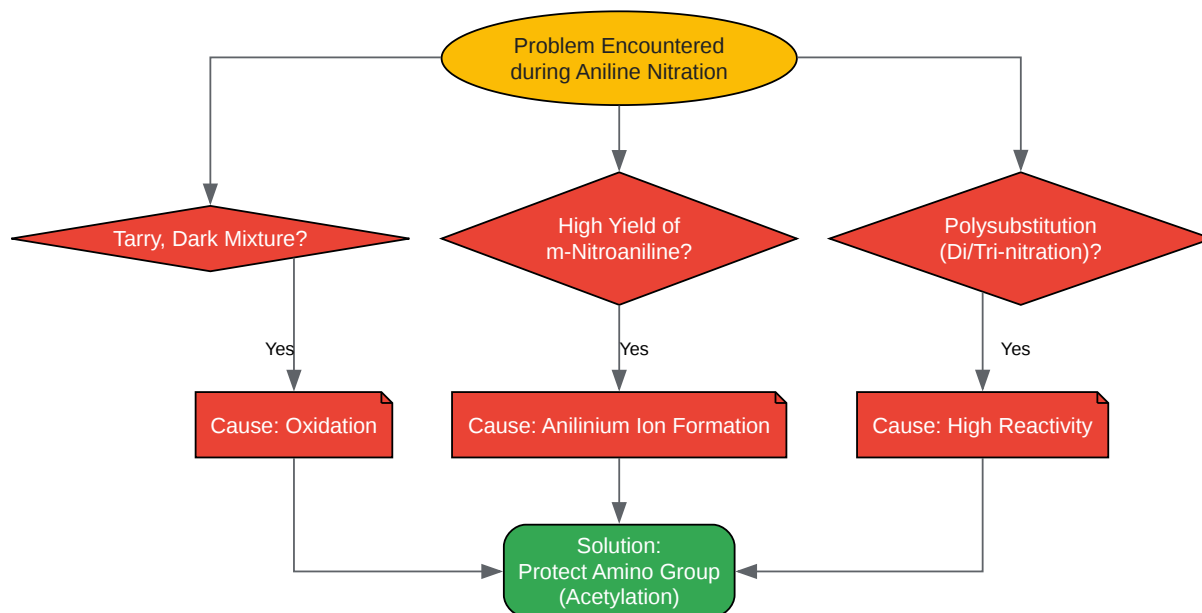 Problem Encountered
during Aniline Nitration
Tarry, Dark Mixture?
High Yield of
m-Nitroaniline?
Polysubstitution
(Di/Tri-nitration)?
Yes
Yes
Yes
Cause: Oxidation
Cause: Anilinium Ion Formation
Cause: High Reactivity
Solution:
Protect Amino Group
(Acetylation)